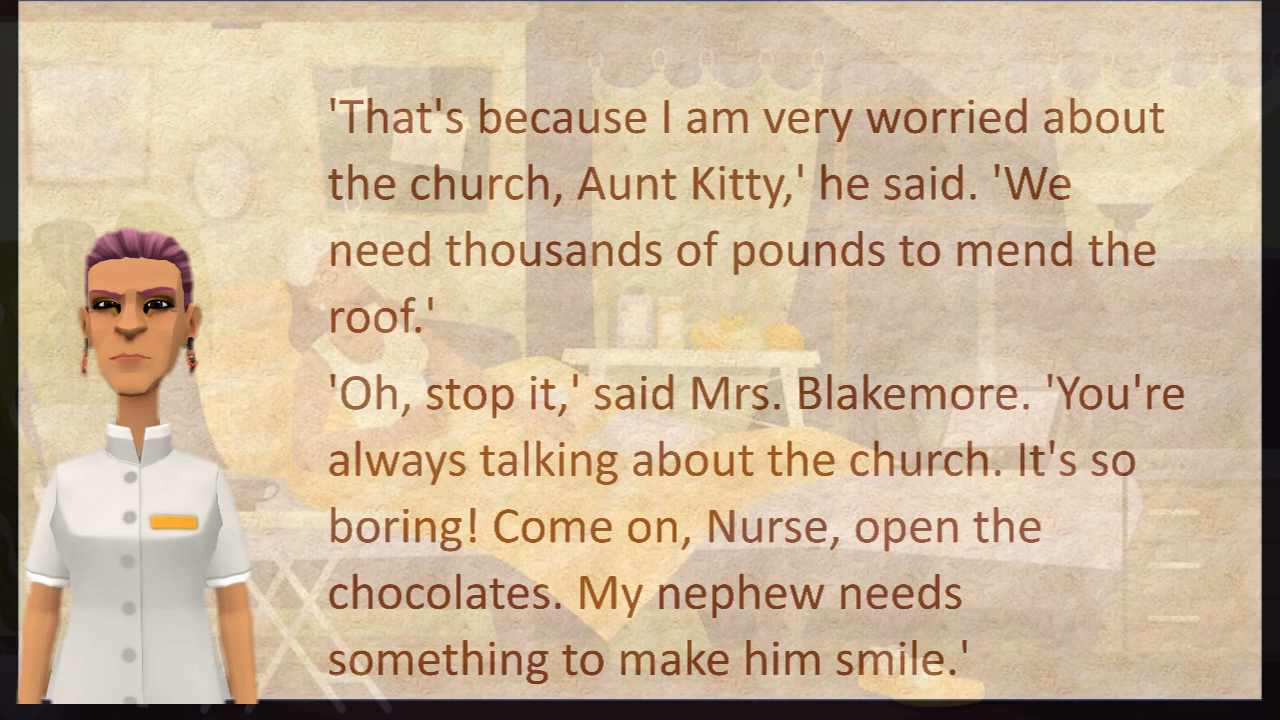 'That's because I am very worried about
the church, Aunt Kitty,' he said. 'We
need thousands of pounds to mend the
roof.'
'Oh, stop it,' said Mrs. Blakemore. 'You're
always talking about the church. It's so
boring! Come on, Nurse, open the
chocolates. My nephew needs
something to make him smile.'